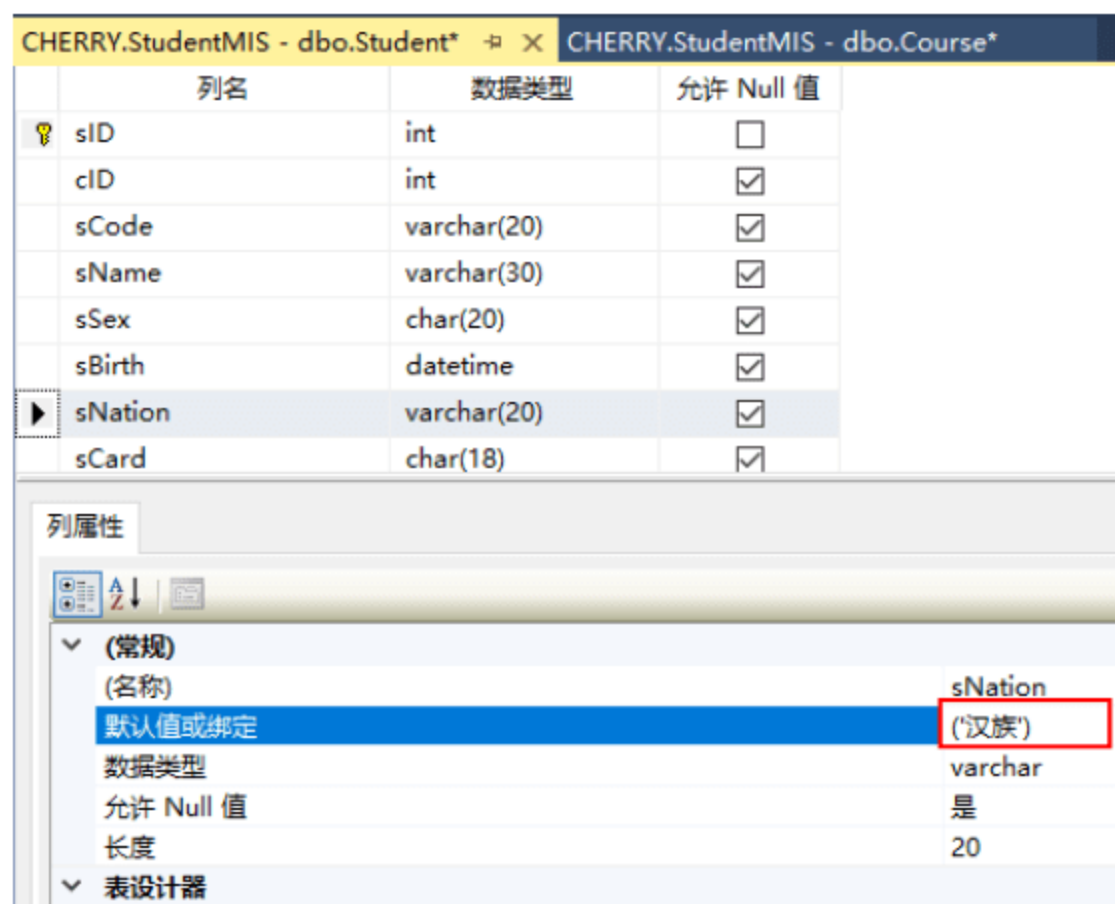 CHERRY.StudentMIS - dbo.Student* CHERRY.StudentMIS - dbo.Course*
列名 数据类型 允许 Null 值
sID int
cID int
sCode varchar(20)
sName varchar(30)
sSex char(20)
sBirth datetime
sNation varchar(20)
sCard char(18)
列属性
(常规)
(名称) sNation
默认值或绑定 ('汉族')
数据类型 varchar
允许 Null 值 是
长度 20
表设计器